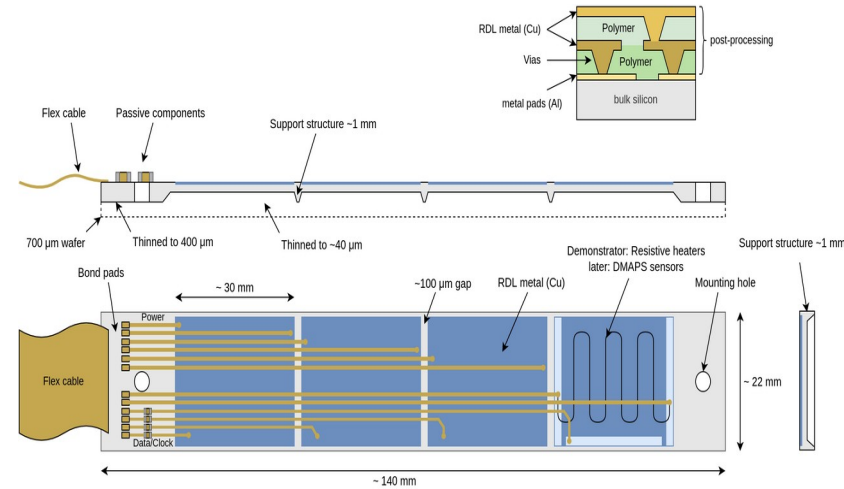 RDL metal (Cu)
Polymer
post-processing
Vias
Polymer
metal pads (Al)
bulk silicon
Flex cable
Passive components
Support structure ~1 mm
700 μm wafer
Thinned to 400 μm
Thinned to ~40 μm
Demonstrator: Resistive heaters
later: DMAPS sensors
Support structure ~1 mm
Bond pads
~ 30 mm
~100 μm gap
RDL metal (Cu)
Mounting hole
Power
Flex cable
~ 22 mm
Data/Clock
~ 140 mm